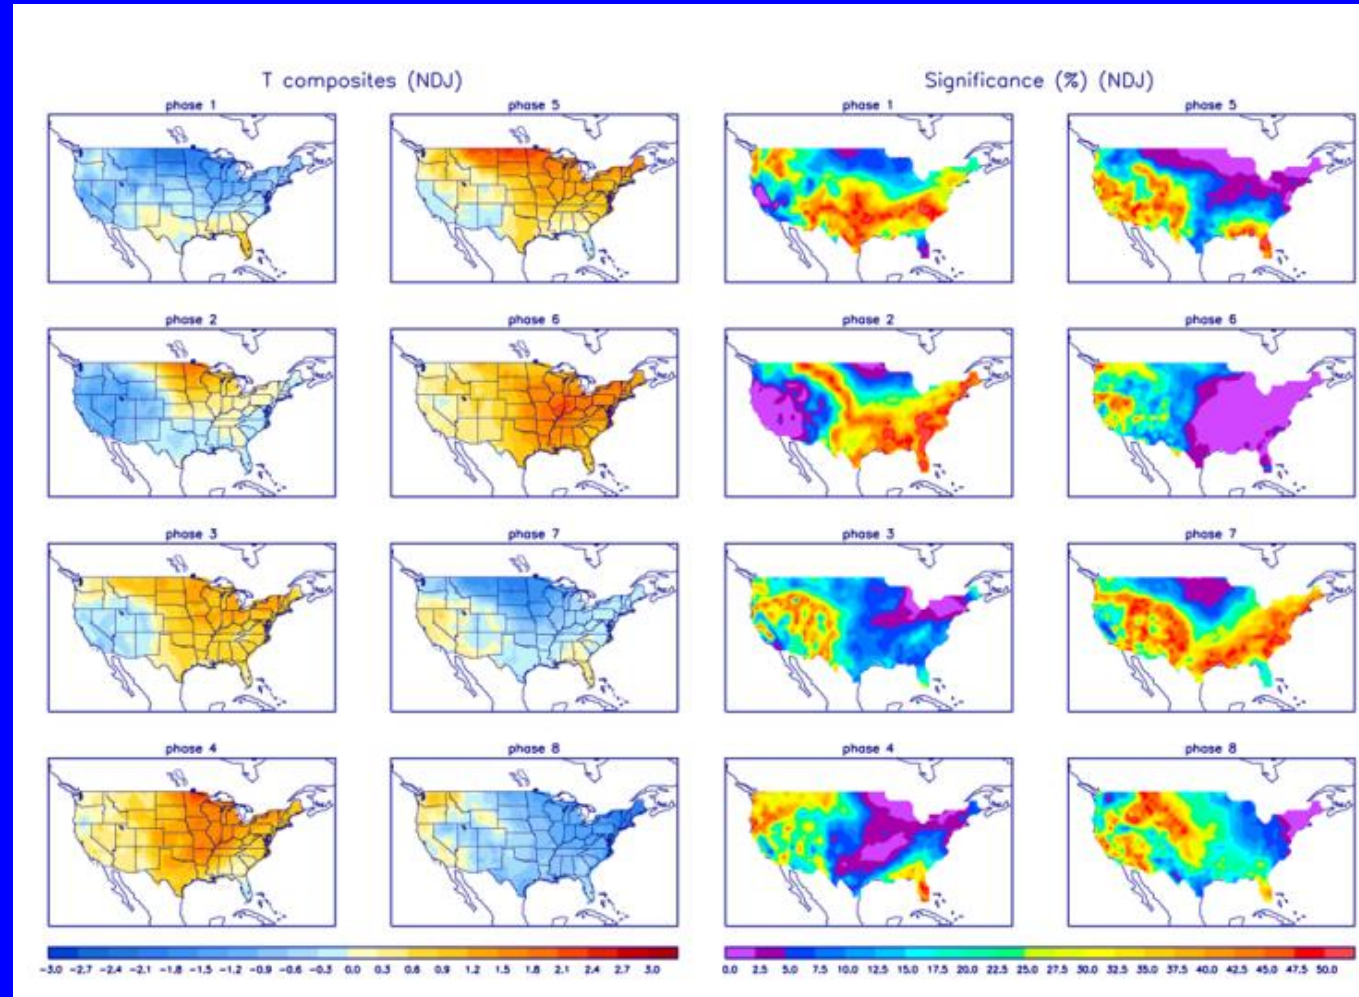 T composites (NDJ) Significance (%) (NDJ)
phase 1 phase 5 phase 1 phase 5
phase 2 phase 6 phase 2 phase 6
phase 3 phase 7 phase 3 phase 7
phase 4 phase 8 phase 4 phase 8
-3.0 -2.7 -2.4 -2.1 -1.8 -1.5 -1.2 -0.9 -0.6 -0.3 0.0 0.3 0.6 0.9 1.2 1.5 1.8 2.1 2.4 2.7 3.0 0.0 2.5 5.0 7.5 10.0 12.5 15.0 17.5 20.0 22.5 25.0 27.5 30.0 32.5 35.0 37.5 40.0 42.5 45.0 47.5 50.0